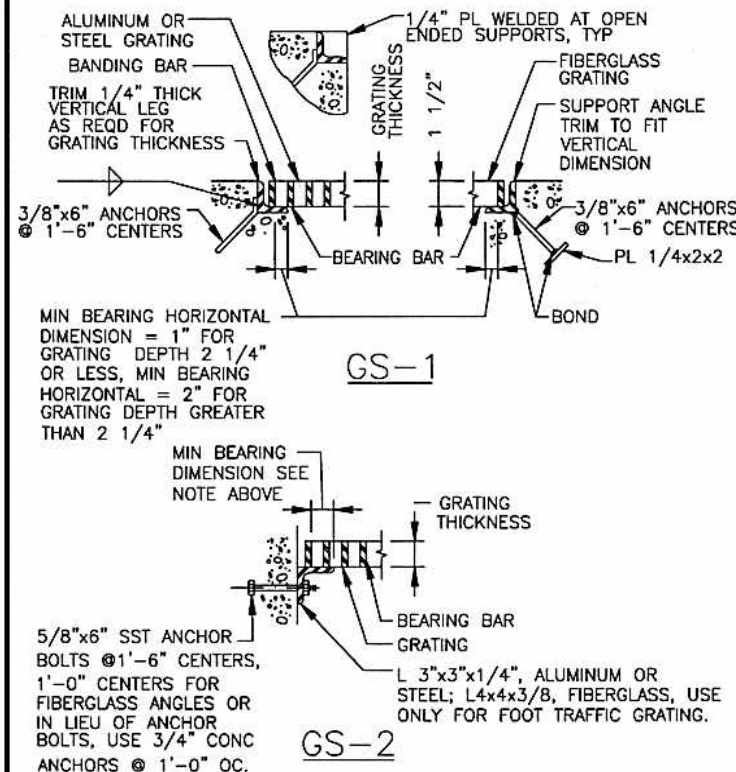 ALUMINUM OR
STEEL GRATING
BANDING BAR
TRIM 1/4" THICK
VERTICAL LEG
AS REQD FOR
GRATING THICKNESS
3/8"x6" ANCHORS
@ 1'-6" CENTERS
1/4" PL WELDED AT OPEN
ENDED SUPPORTS, TYP
GRATING
THICKNESS
1 1/2"
FIBERGLASS
GRATING
SUPPORT ANGLE
TRIM TO FIT
VERTICAL
DIMENSION
3/8"x6" ANCHORS
@ 1'-6" CENTERS
PL 1/4x2x2
BEARING BAR
BOND
MIN BEARING HORIZONTAL
DIMENSION = 1" FOR
GRATING DEPTH 2 1/4"
OR LESS, MIN BEARING
HORIZONTAL = 2" FOR
GRATING DEPTH GREATER
THAN 2 1/4"
GS-1
MIN BEARING
DIMENSION SEE
NOTE ABOVE
GRATING
THICKNESS
BEARING BAR
GRATING
L 3"x3"x1/4", ALUMINUM OR
STEEL; L4x4x3/8, FIBERGLASS, USE
ONLY FOR FOOT TRAFFIC GRATING.
5/8"x6" SST ANCHOR
BOLTS @1'-6" CENTERS,
1'-0" CENTERS FOR
FIBERGLASS ANGLES OR
IN LIEU OF ANCHOR
BOLTS, USE 3/4" CONC
ANCHORS @ 1'-0" OC.
GS-2